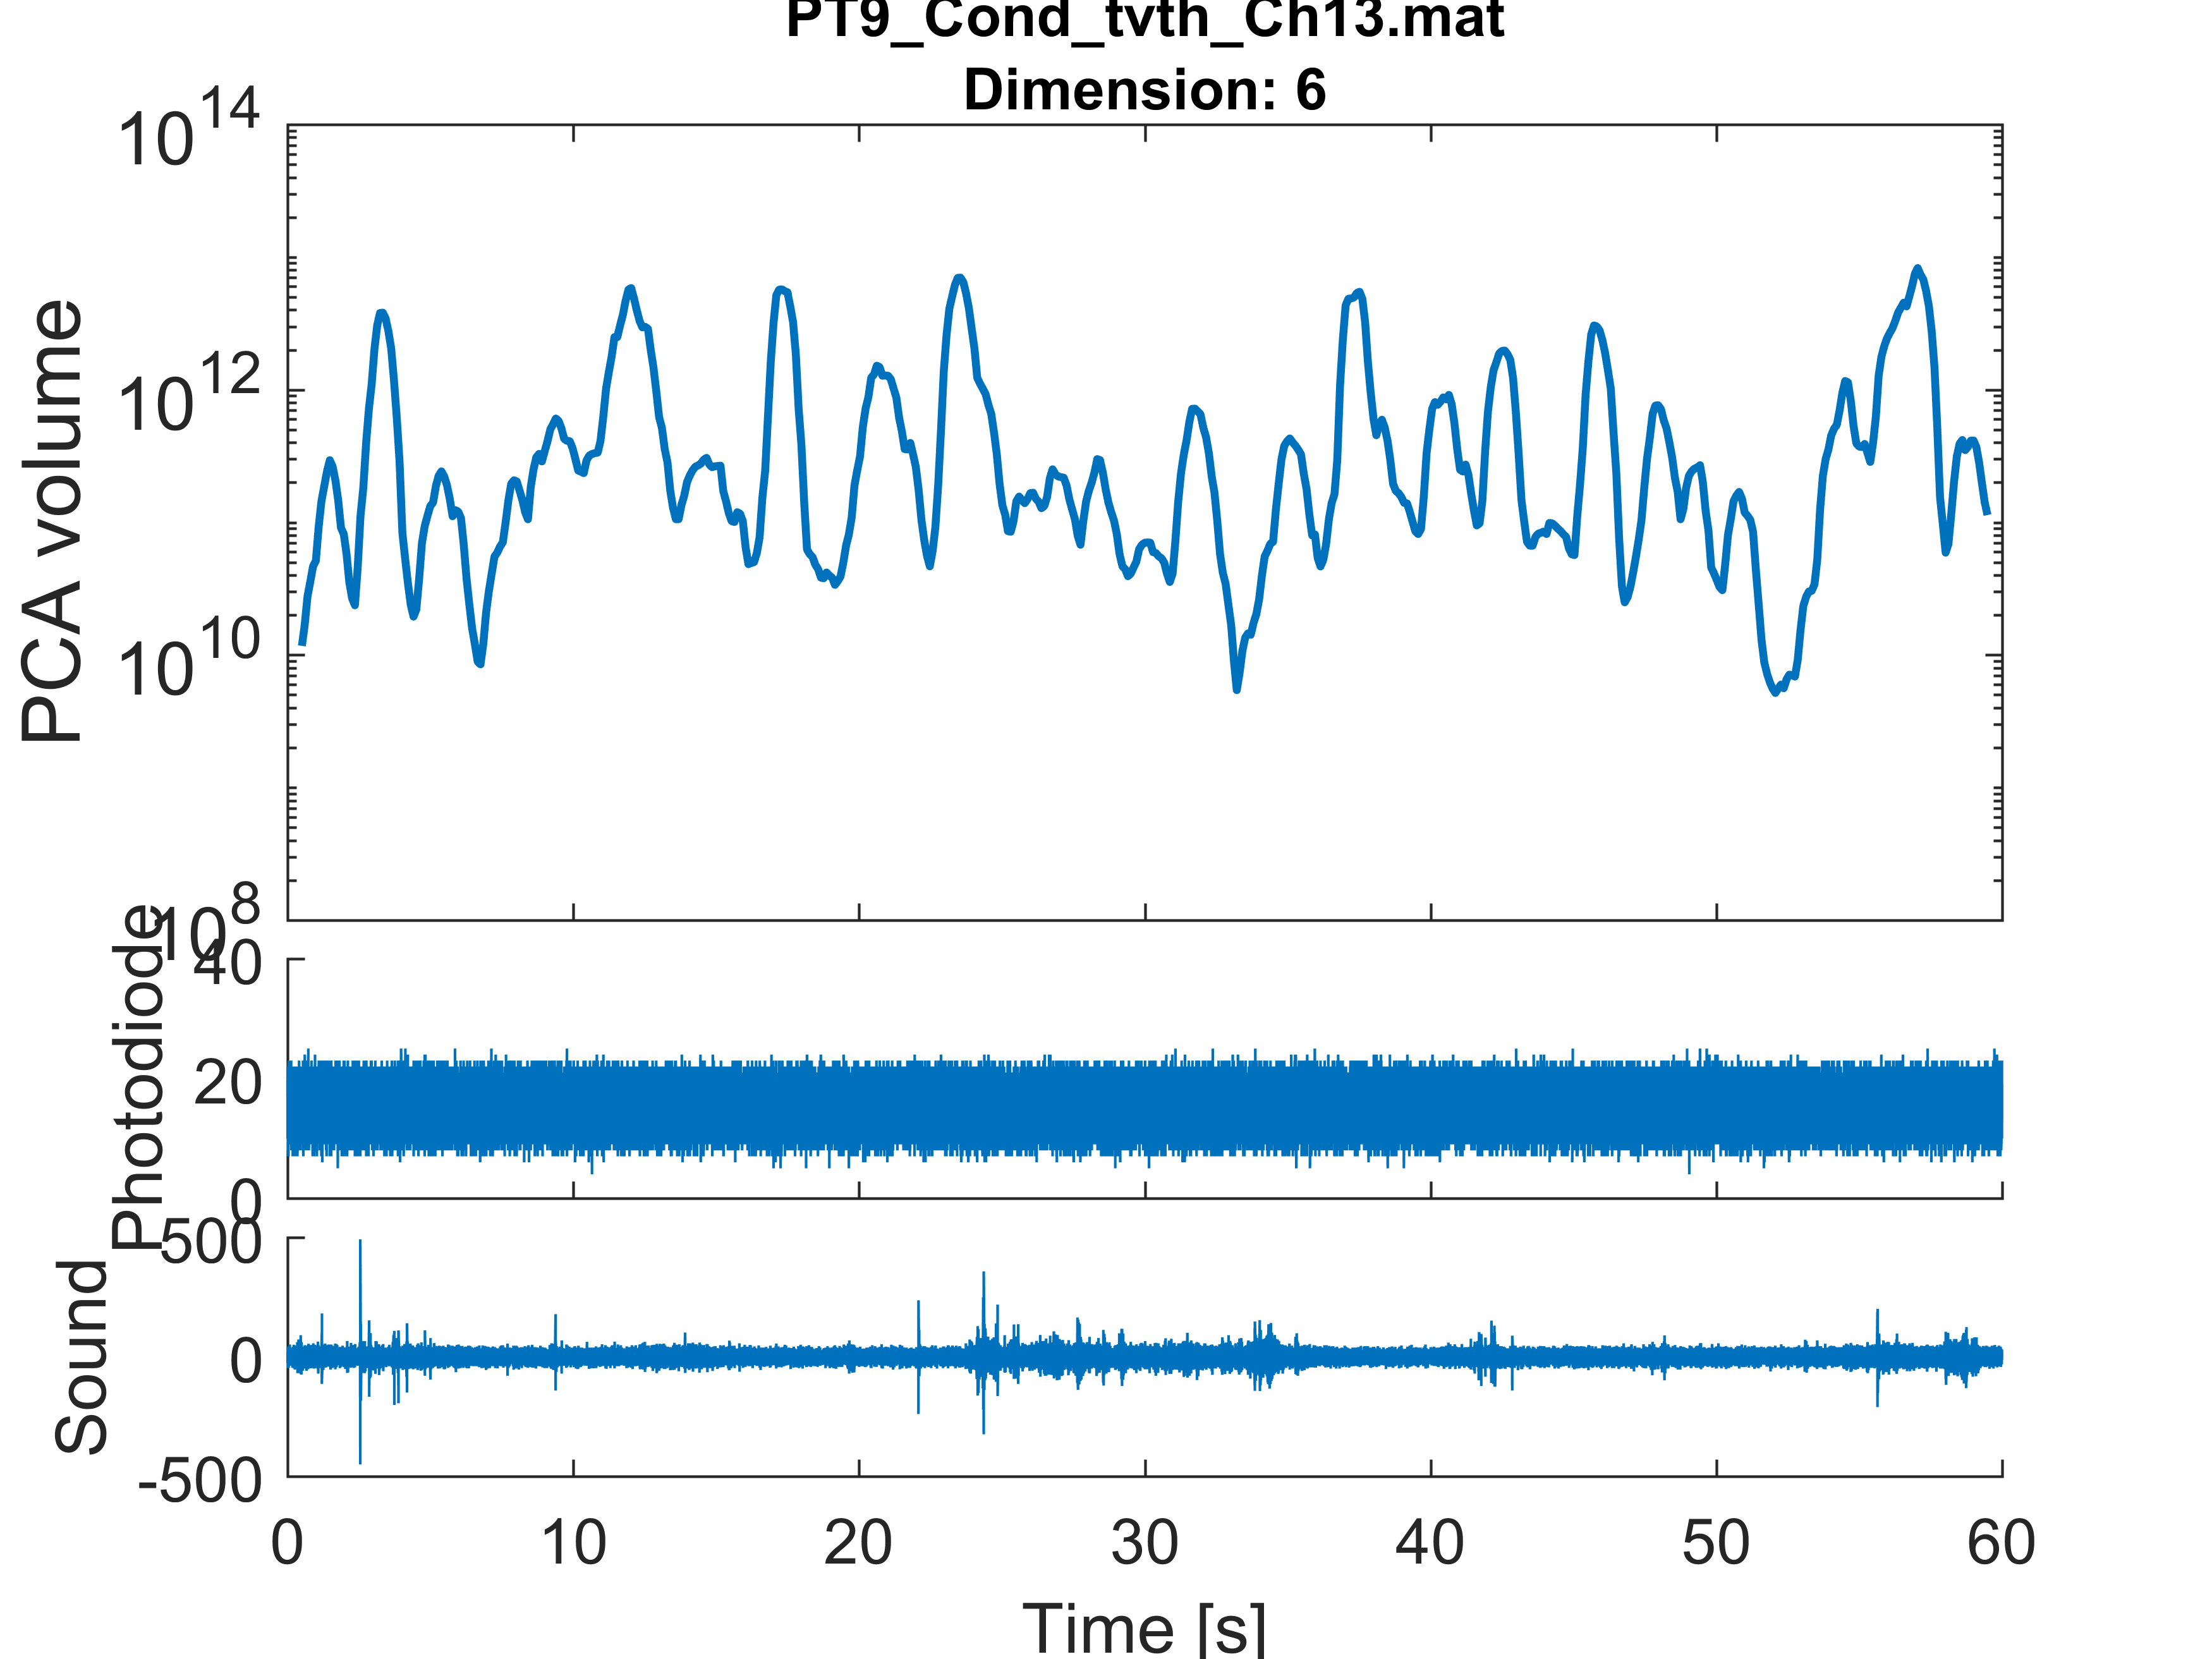 PT9_Cond_tvth_Ch13.mat
Dimension: 6
PCA volume
10^14
10^12
10^10
10^8
Photodiode
40
20
0
Sound
500
0
-500
0 10 20 30 40 50 60
Time [s]